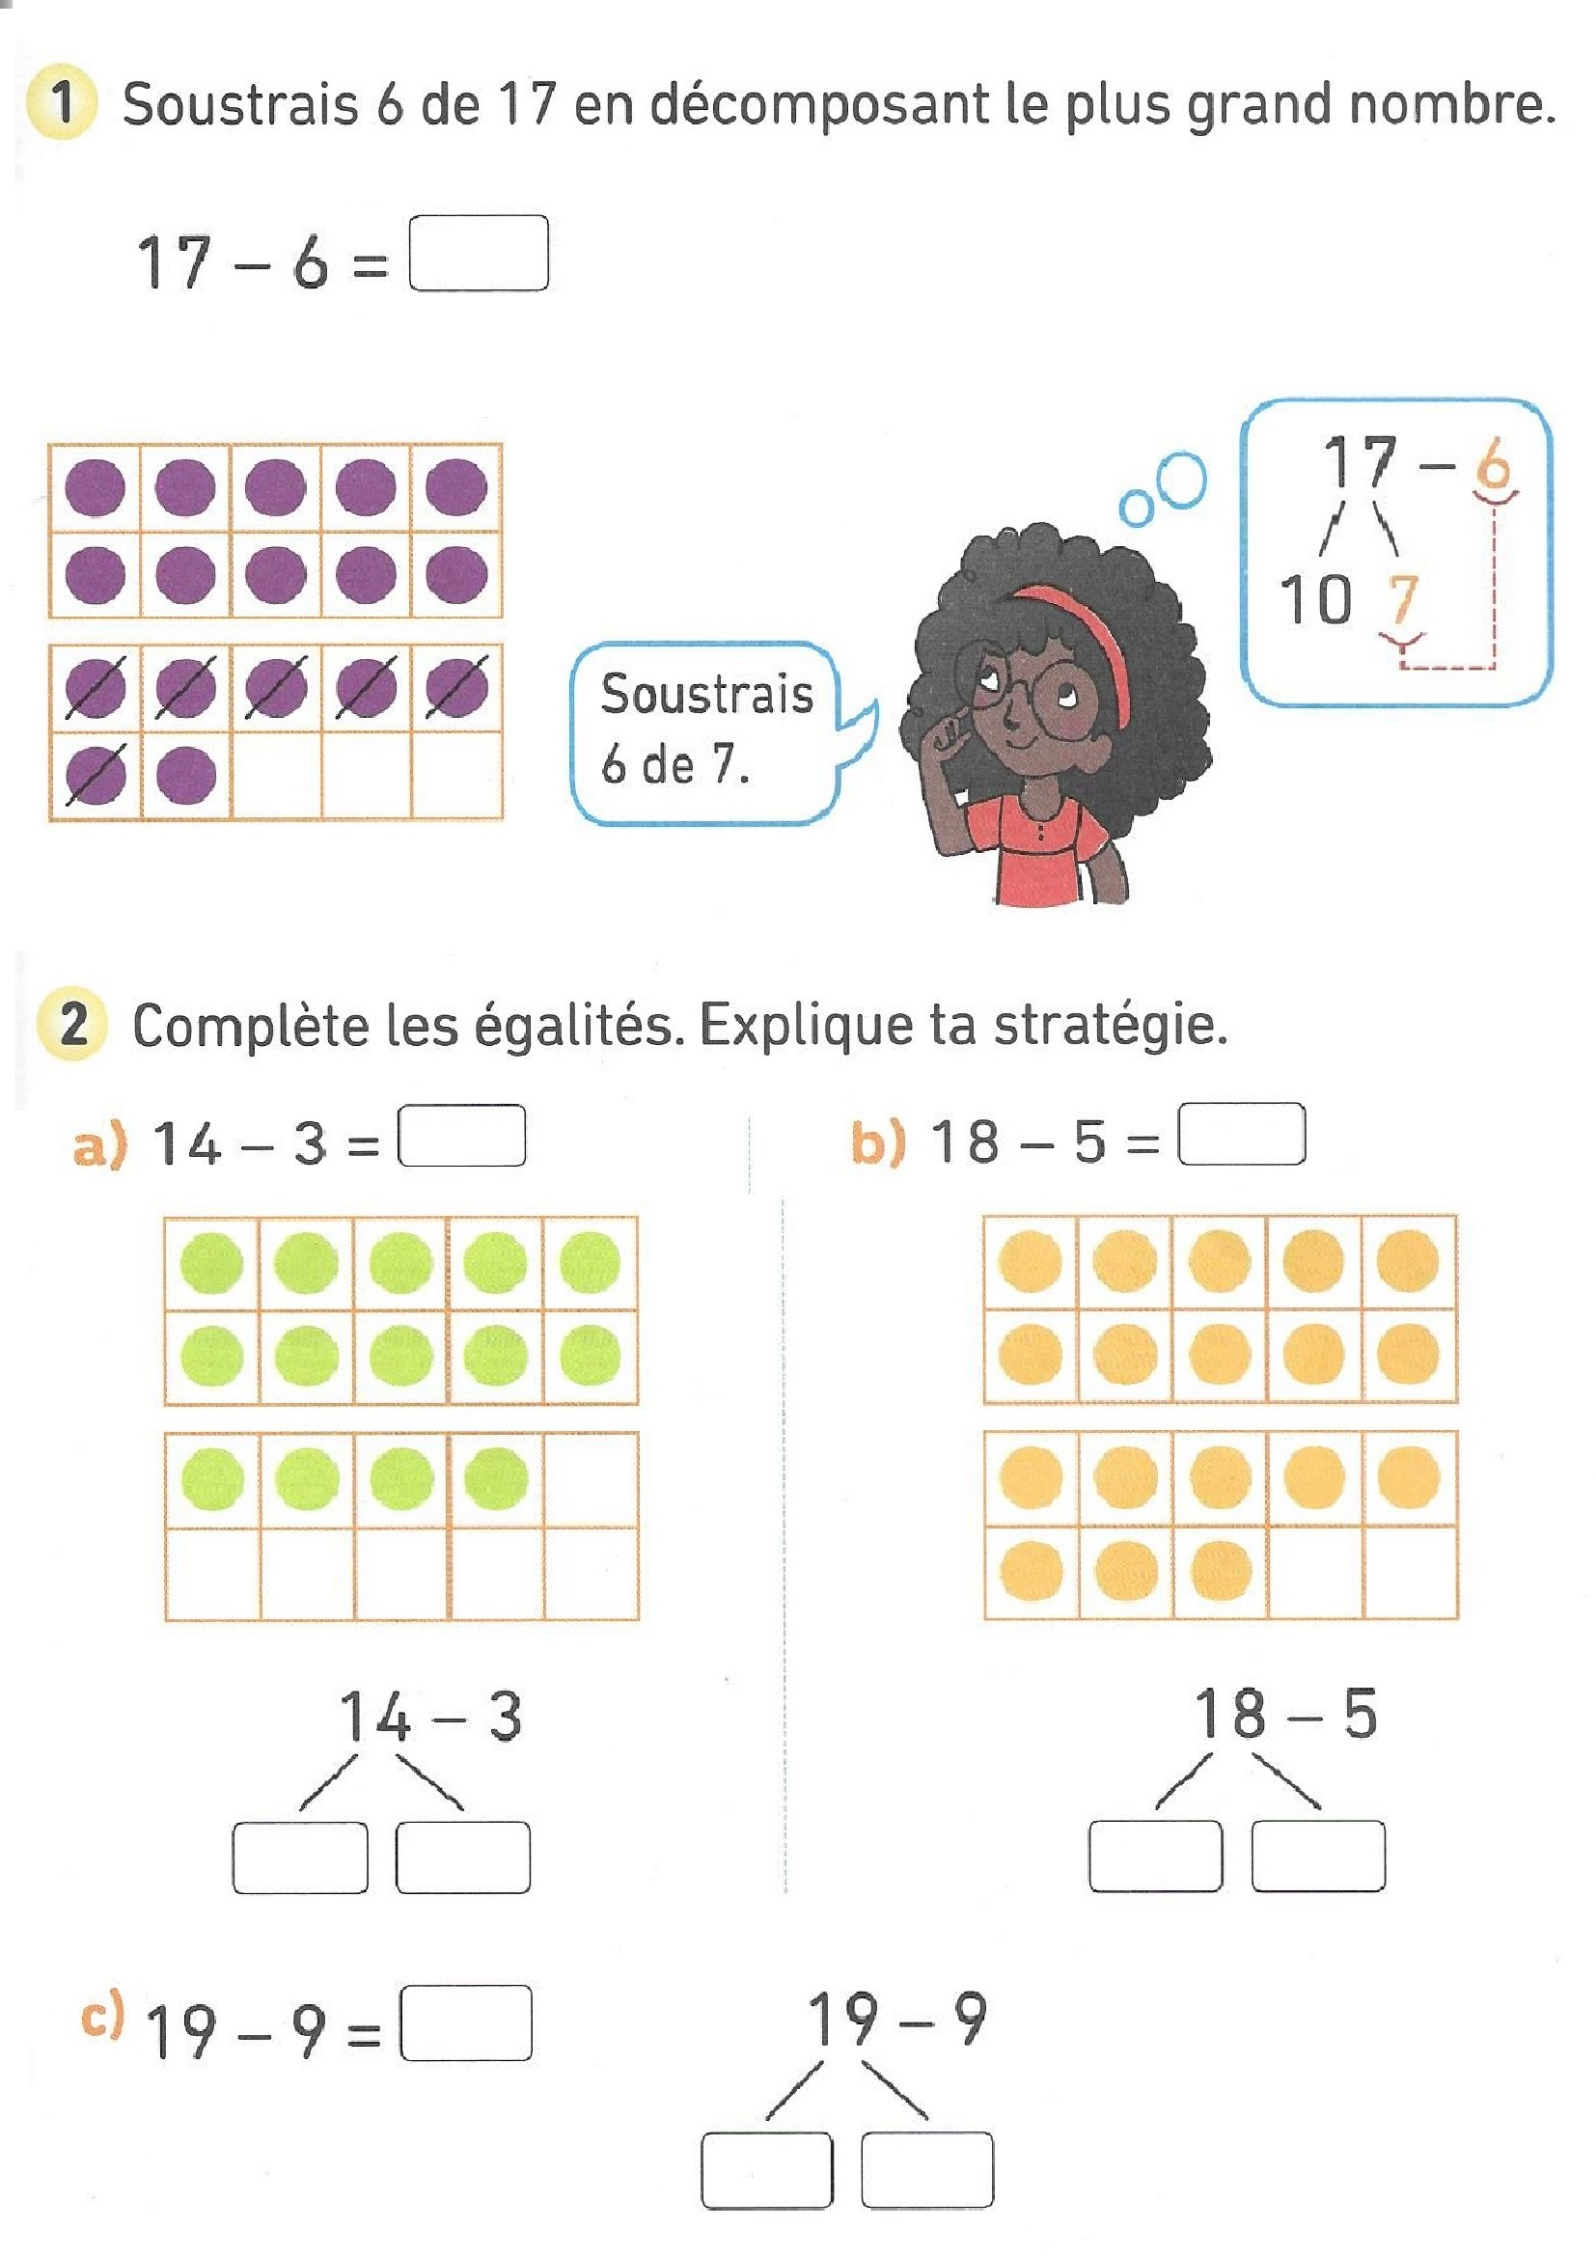 1 Soustrais 6 de 17 en décomposant le plus grand nombre.
17 – 6 =
17 – 6
10 7
Soustrais
6 de 7.
2 Complète les égalités. Explique ta stratégie.
a) 14 – 3 =
b) 18 – 5 =
14 – 3
18 – 5
c) 19 – 9 =
19 – 9